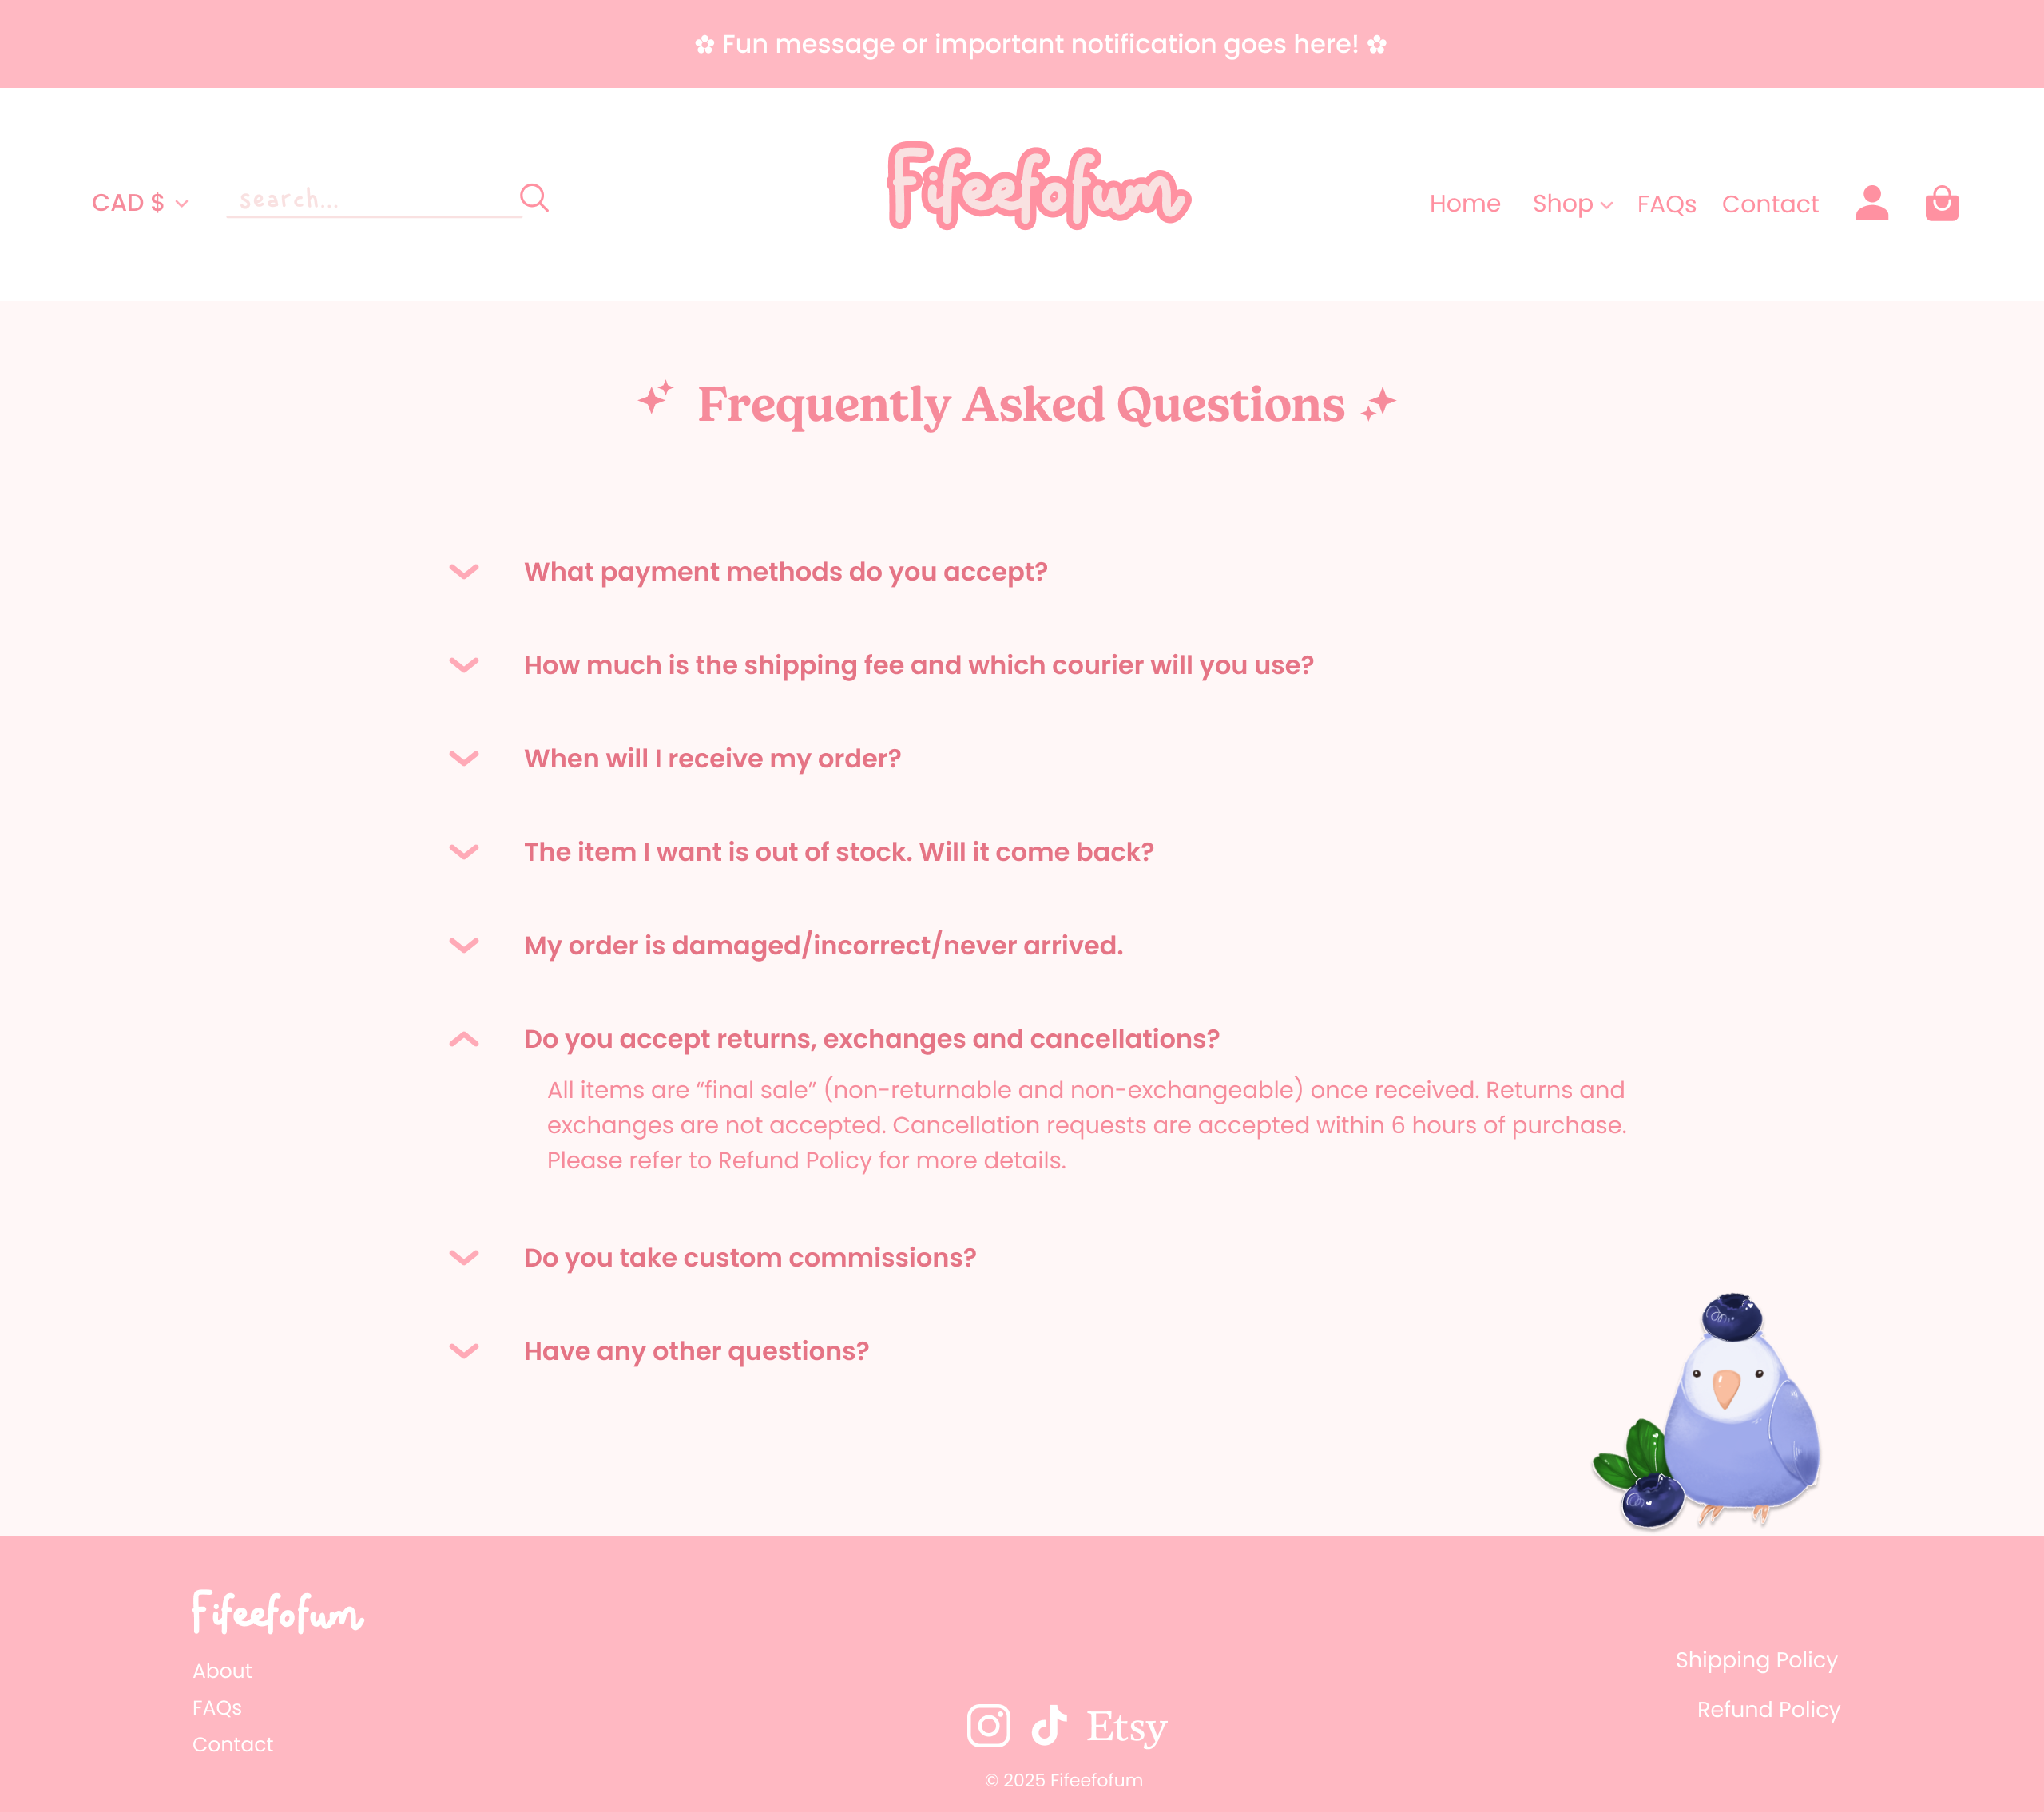 ✿ Fun message or important notification goes here! ✿
CAD $
search...
Fifeefofum
Home Shop FAQs Contact
Frequently Asked Questions
What payment methods do you accept?
How much is the shipping fee and which courier will you use?
When will I receive my order?
The item I want is out of stock. Will it come back?
My order is damaged/incorrect/never arrived.
Do you accept returns, exchanges and cancellations?
All items are “final sale” (non-returnable and non-exchangeable) once received. Returns and
exchanges are not accepted. Cancellation requests are accepted within 6 hours of purchase.
Please refer to Refund Policy for more details.
Do you take custom commissions?
Have any other questions?
Fifeefofum
About
FAQs
Contact
Etsy
© 2025 Fifeefofum
Shipping Policy
Refund Policy